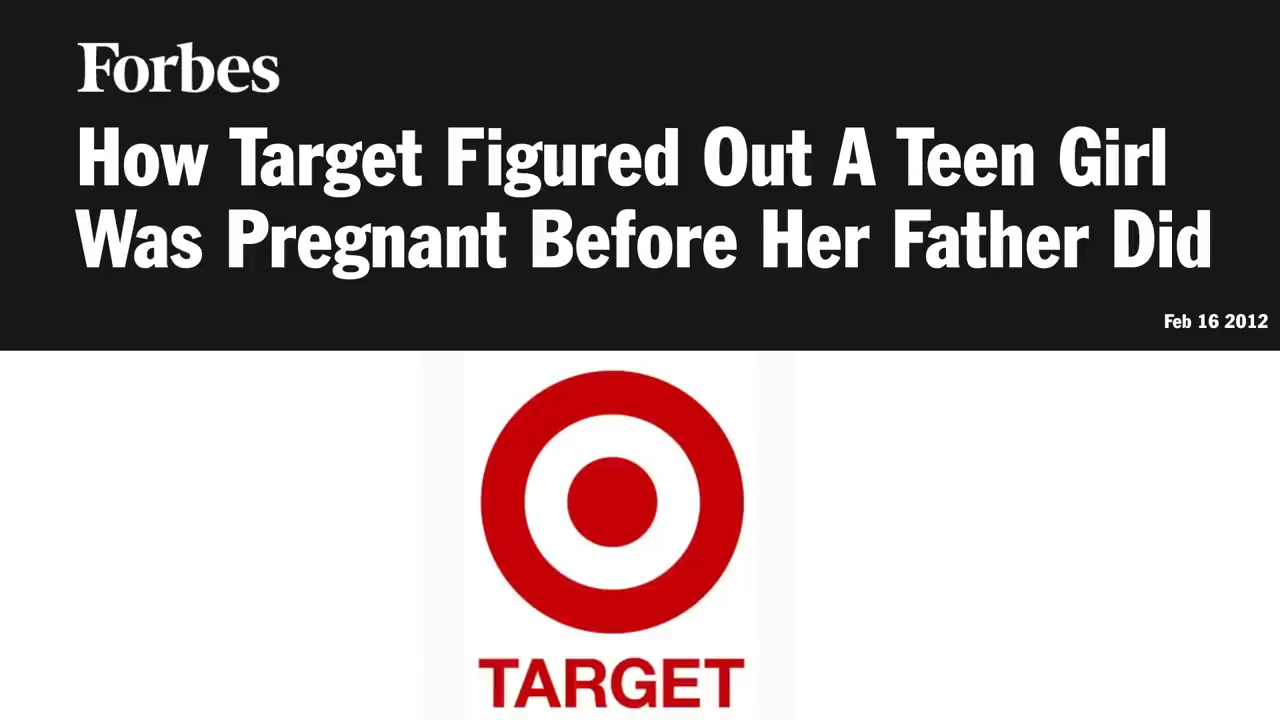 Forbes
How Target Figured Out A Teen Girl
Was Pregnant Before Her Father Did
Feb 16 2012
TARGET